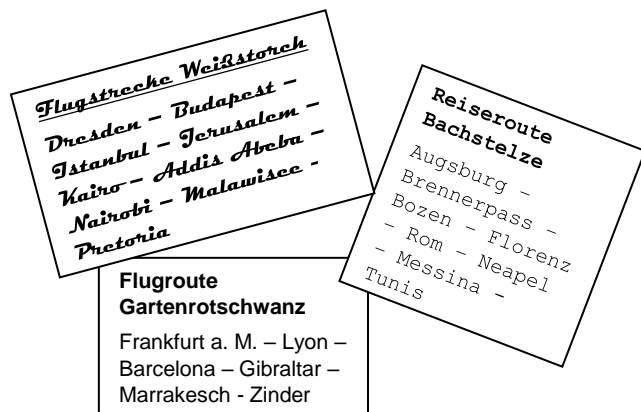 Flugstrecke Weißstorch
Dresden – Budapest –
Istanbul – Jerusalem –
Kairo – Addis Abeba –
Nairobi – Malawisee -
Pretoria
Reiseroute
Bachstelze
Augsburg –
Brennerpass –
Bozen – Florenz
– Rom – Neapel
– Messina –
Tunis
Flugroute
Gartenrotschwanz
Frankfurt a. M. – Lyon –
Barcelona – Gibraltar –
Marrakesch - Zinder